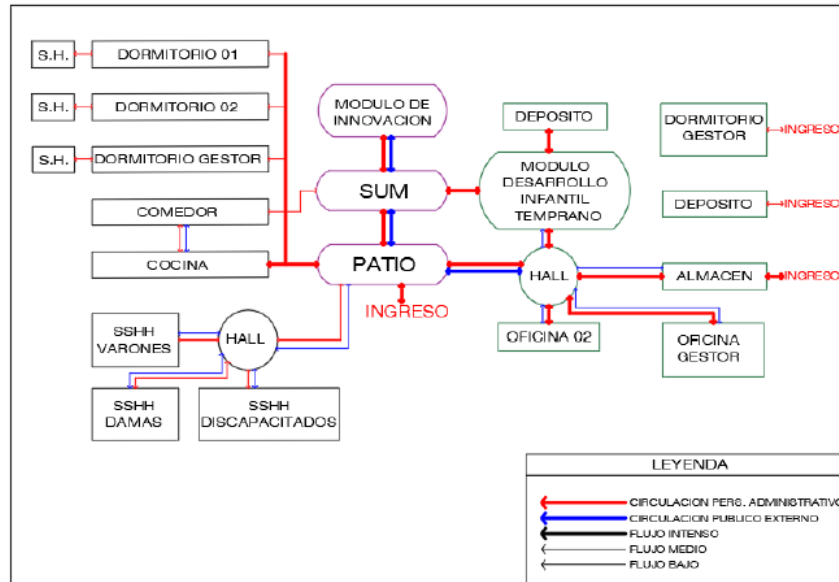 S.H.
DORMITORIO 01
S.H.
DORMITORIO 02
S.H.
DORMITORIO GESTOR
COMEDOR
COCINA
SSHH
VARONES
HALL
SSHH
DAMAS
SSHH
DISCAPACITADOS
MODULO DE
INNOVACION
SUM
PATIO
INGRESO
DEPOSITO
MODULO
DESARROLLO
INFANTIL
TEMPRANO
HALL
OFICINA 02
DORMITORIO
GESTOR
INGRESO
DEPOSITO
INGRESO
ALMACEN
INGRESO
OFICINA
GESTOR
LEYENDA
CIRCULACION PERS. ADMINISTRATIVO
CIRCULACION PUBLICO EXTERNO
FLUJO INTENSO
FLUJO MEDIO
FLUJO BAJO